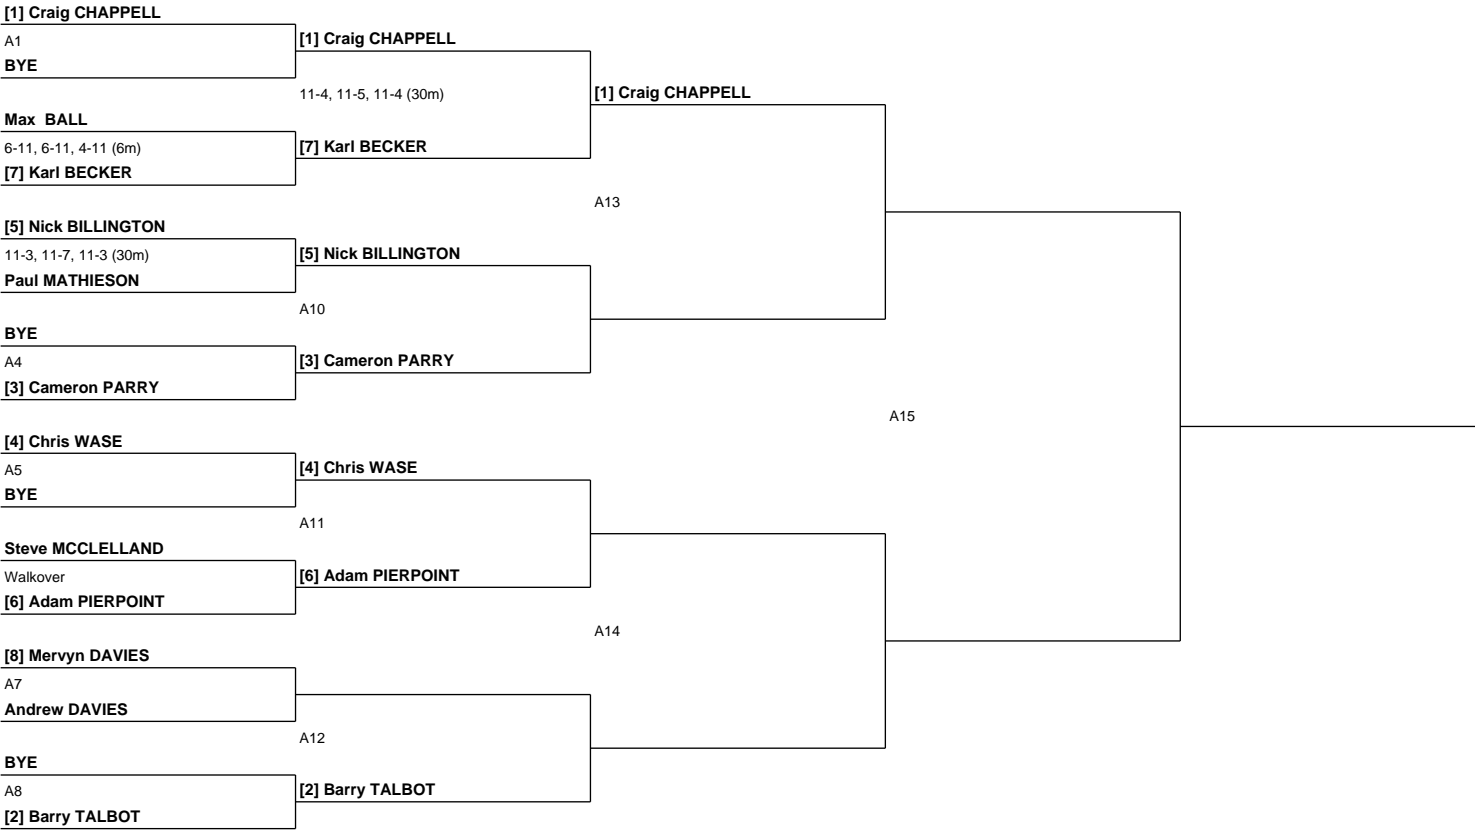 [1] Craig CHAPPELL
A1
BYE
[1] Craig CHAPPELL
11-4, 11-5, 11-4 (30m)
[1] Craig CHAPPELL
Max  BALL
6-11, 6-11, 4-11 (6m)
[7] Karl BECKER
[7] Karl BECKER
A13
[5] Nick BILLINGTON
11-3, 11-7, 11-3 (30m)
Paul MATHIESON
[5] Nick BILLINGTON
A10
BYE
A4
[3] Cameron PARRY
[3] Cameron PARRY
A15
[4] Chris WASE
A5
BYE
[4] Chris WASE
A11
Steve MCCLELLAND
Walkover
[6] Adam PIERPOINT
[6] Adam PIERPOINT
A14
[8] Mervyn DAVIES
A7
Andrew DAVIES
A12
BYE
A8
[2] Barry TALBOT
[2] Barry TALBOT